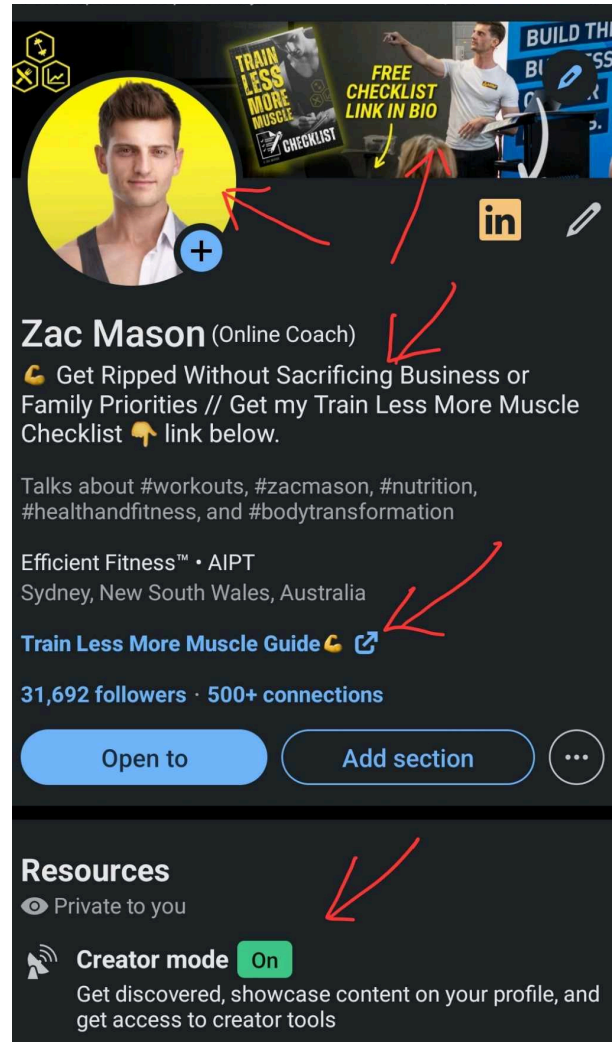 BUILD TH
TRAIN
LESS
MORE
MUSCLE
CHECKLIST
FREE
CHECKLIST
LINK IN BIO
in
Zac Mason (Online Coach)
💪 Get Ripped Without Sacrificing Business or
Family Priorities // Get my Train Less More Muscle
Checklist 👇 link below.
Talks about #workouts, #zacmason, #nutrition,
#healthandfitness, and #bodytransformation
Efficient Fitness™ • AIPT
Sydney, New South Wales, Australia
Train Less More Muscle Guide💪
31,692 followers · 500+ connections
Open to
Add section
Resources
Private to you
Creator mode On
Get discovered, showcase content on your profile, and
get access to creator tools